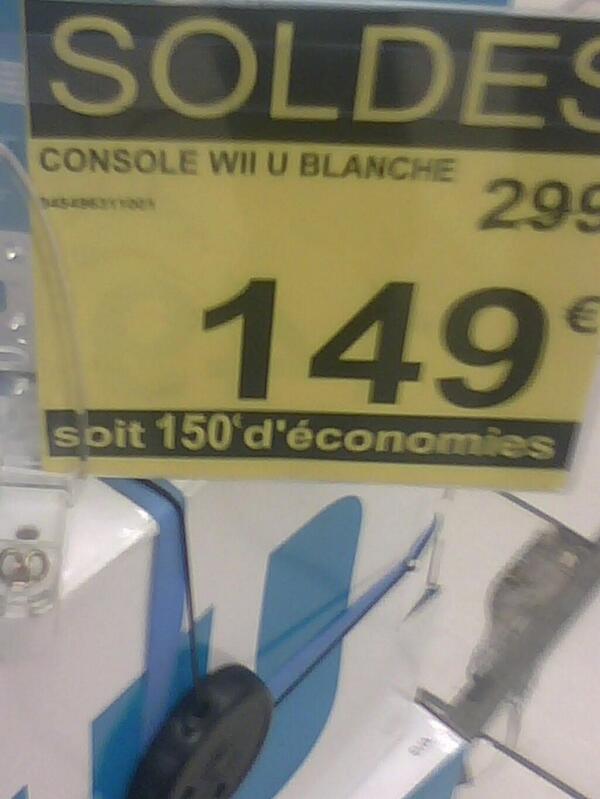 SOLDES
CONSOLE WII U BLANCHE
299
149€
soit 150€ d'économies